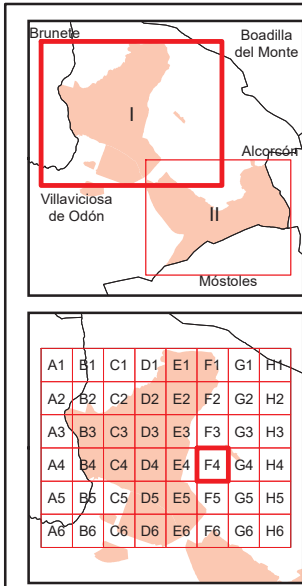 Brunete
Boadilla
del Monte
I
Alcorcón
Villaviciosa
de Odón
II
Móstoles
A1 B1 C1 D1 E1 F1 G1 H1
A2 B2 C2 D2 E2 F2 G2 H2
A3 B3 C3 D3 E3 F3 G3 H3
A4 B4 C4 D4 E4 F4 G4 H4
A5 B5 C5 D5 E5 F5 G5 H5
A6 B6 C6 D6 E6 F6 G6 H6